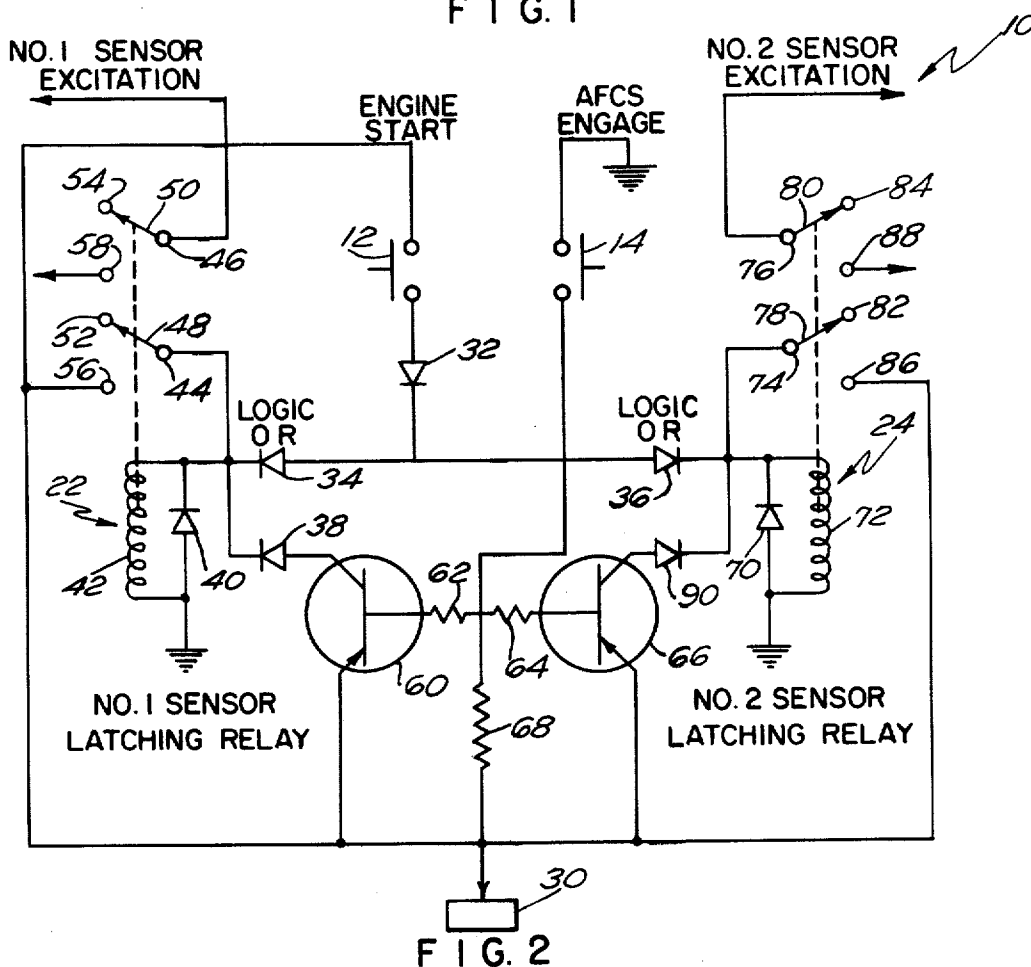 F I G. 1
10
NO. 1 SENSOR
EXCITATION
NO. 2 SENSOR
EXCITATION
ENGINE
START
AFCS
ENGAGE
54
50
80
84
58
12
14
46
76
88
52
48
32
78
82
56
44
74
86
LOGIC
OR
LOGIC
OR
34
36
22
24
38
42
40
62
70
72
90
64
60
66
NO. 1 SENSOR
LATCHING RELAY
68
NO. 2 SENSOR
LATCHING RELAY
30
F I G. 2